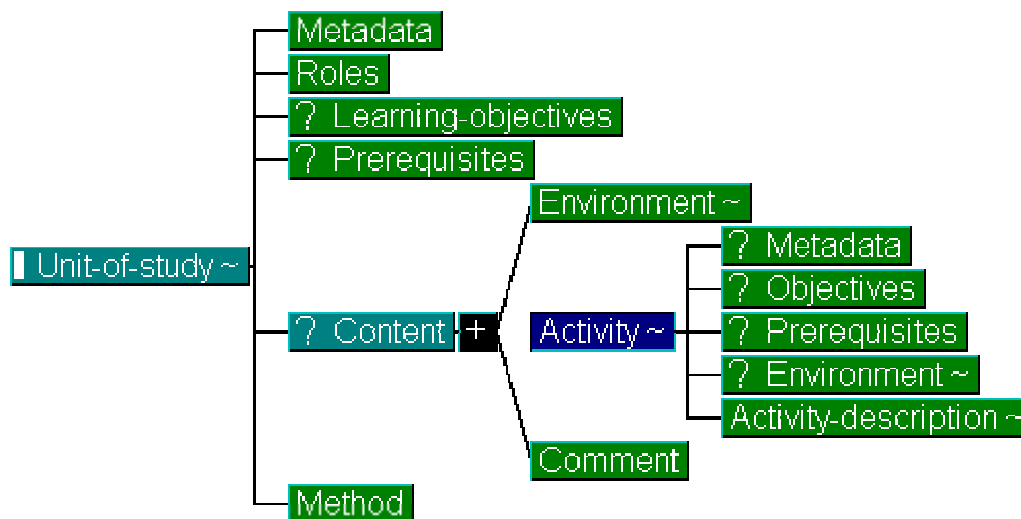 Metadata
Roles
? Learning-objectives
? Prerequisites
Environment ~
Unit-of-study ~
? Metadata
? Objectives
? Content
+
Activity ~
? Prerequisites
? Environment ~
Activity-description ~
Comment
Method